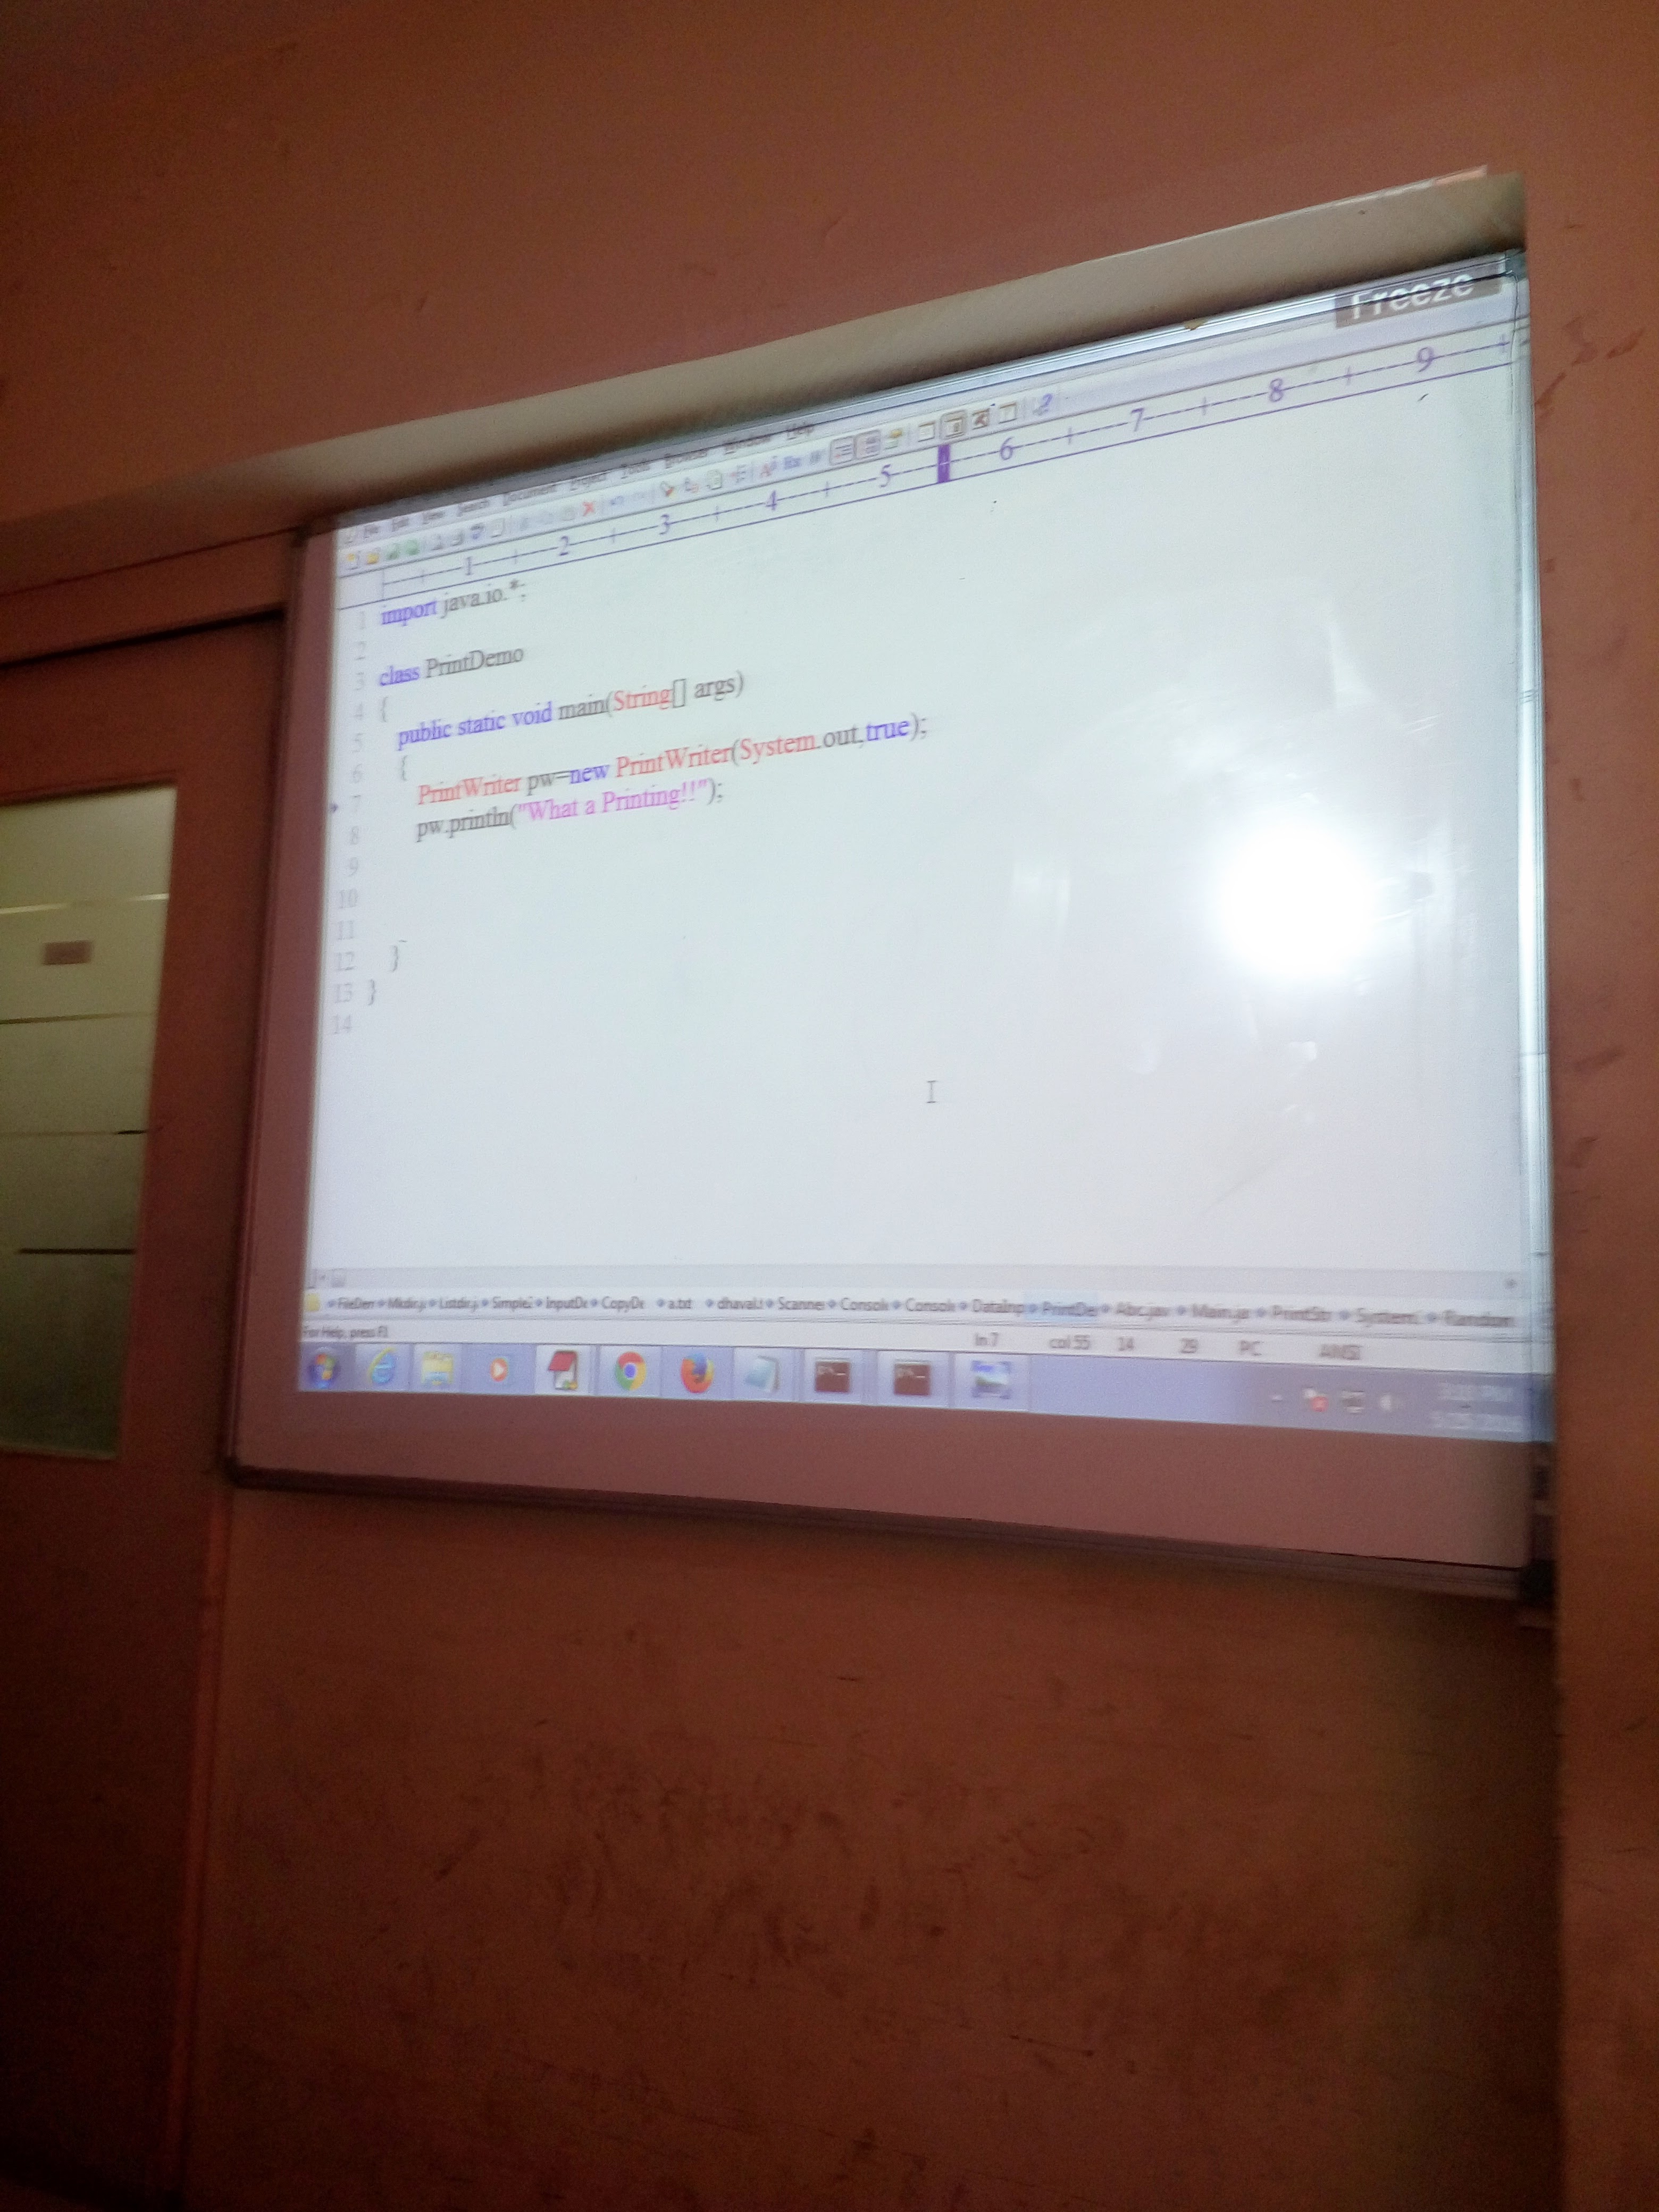 Freeze
File Edit View Search Document Project Tools Browser Window Help
1 2 3 4 5 6 7 8 9
1 import java.io.*;
2
3 class PrintDemo
4 {
5 public static void main(String[] args)
6 {
7 PrintWriter pw=new PrintWriter(System.out,true);
8 pw.println("What a Printing!!");
9
10
11
12 }
13 }
14
FileDem Mkdir.j Listdir.j Simple InputDe CopyDe a.txt dhaval.t Scanner Consol Consol DataInp PrintDe Abc.jav Main.ja PrintStr System Random
For Help, press F1 ln 7 col 55 14 29 PC ANSI